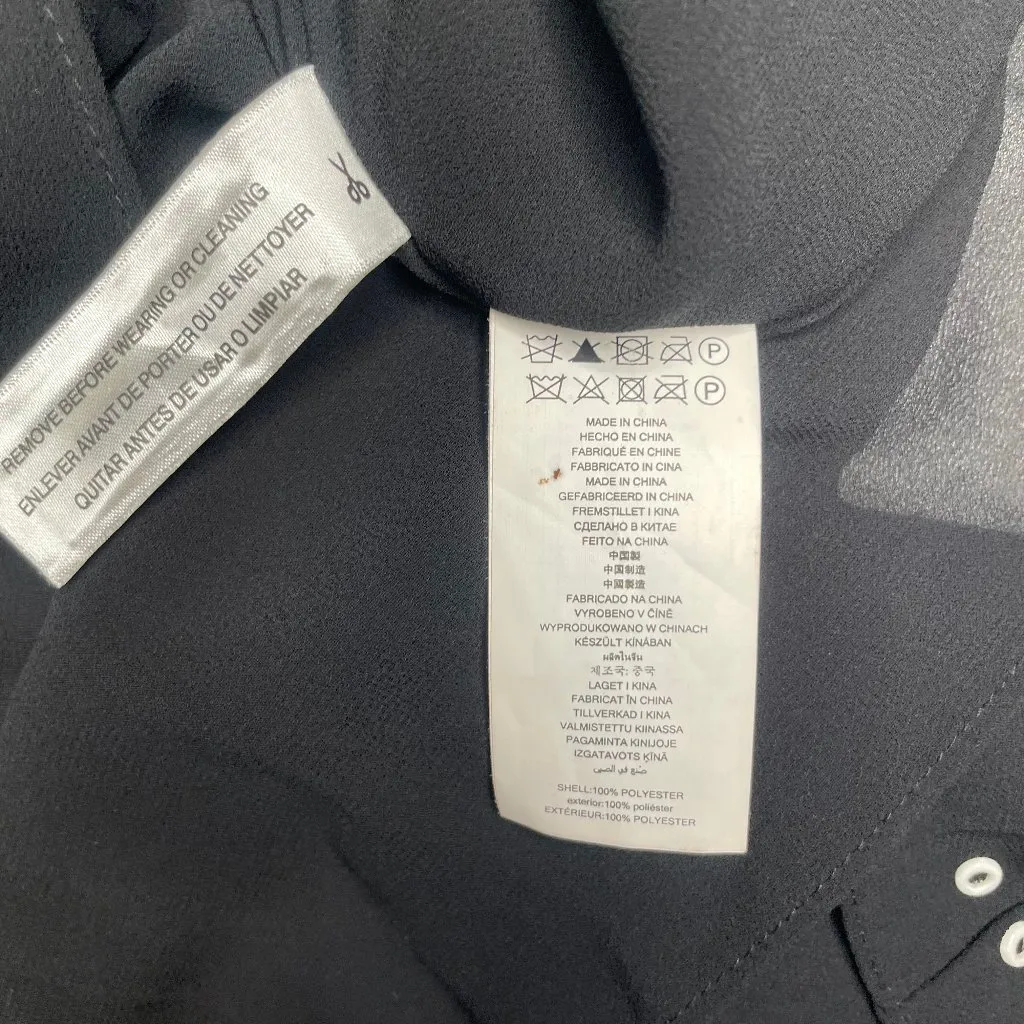 REMOVE BEFORE WEARING OR CLEANING
ENLEVER AVANT DE PORTER OU DE NETTOYER
QUITAR ANTES DE USAR O LIMPIAR
P
P
MADE IN CHINA
HECHO EN CHINA
FABRIQUÉ EN CHINE
FABBRICATO IN CINA
MADE IN CHINA
GEFABRICEERD IN CHINA
FREMSTILLET I KINA
СДЕЛАНО В КИТАЕ
FEITO NA CHINA
中国製
中国制造
中國製造
FABRICADO NA CHINA
VYROBENO V ČÍNĚ
WYPRODUKOWANO W CHINACH
KÉSZÜLT KÍNÁBAN
ผลิตในจีน
제조국: 중국
LAGET I KINA
FABRICAT ÎN CHINA
TILLVERKAD I KINA
VALMISTETTU KIINASSA
PAGAMINTA KINIJOJE
IZGATAVOTS ĶĪNĀ
صنع في الصين
SHELL:100% POLYESTER
exterior:100% poliéster
EXTÉRIEUR:100% POLYESTER